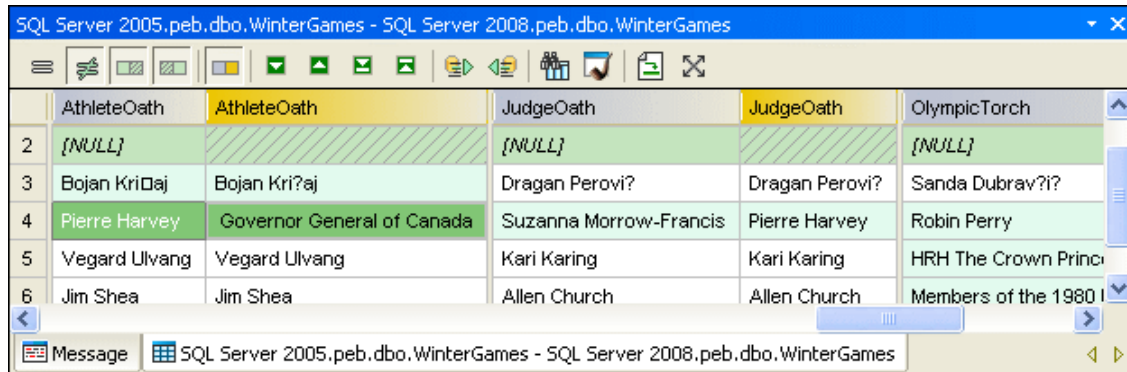 SQL Server 2005.peb.dbo.WinterGames - SQL Server 2008.peb.dbo.WinterGames
AthleteOath AthleteOath JudgeOath JudgeOath OlympicTorch
2 [NULL] [NULL] [NULL]
3 Bojan Kri□aj Bojan Kri?aj Dragan Perovi? Dragan Perovi? Sanda Dubrav?i?
4 Pierre Harvey Governor General of Canada Suzanna Morrow-Francis Pierre Harvey Robin Perry
5 Vegard Ulvang Vegard Ulvang Kari Karing Kari Karing HRH The Crown Princ
6 Jim Shea Jim Shea Allen Church Allen Church Members of the 1980
Message SQL Server 2005.peb.dbo.WinterGames - SQL Server 2008.peb.dbo.WinterGames